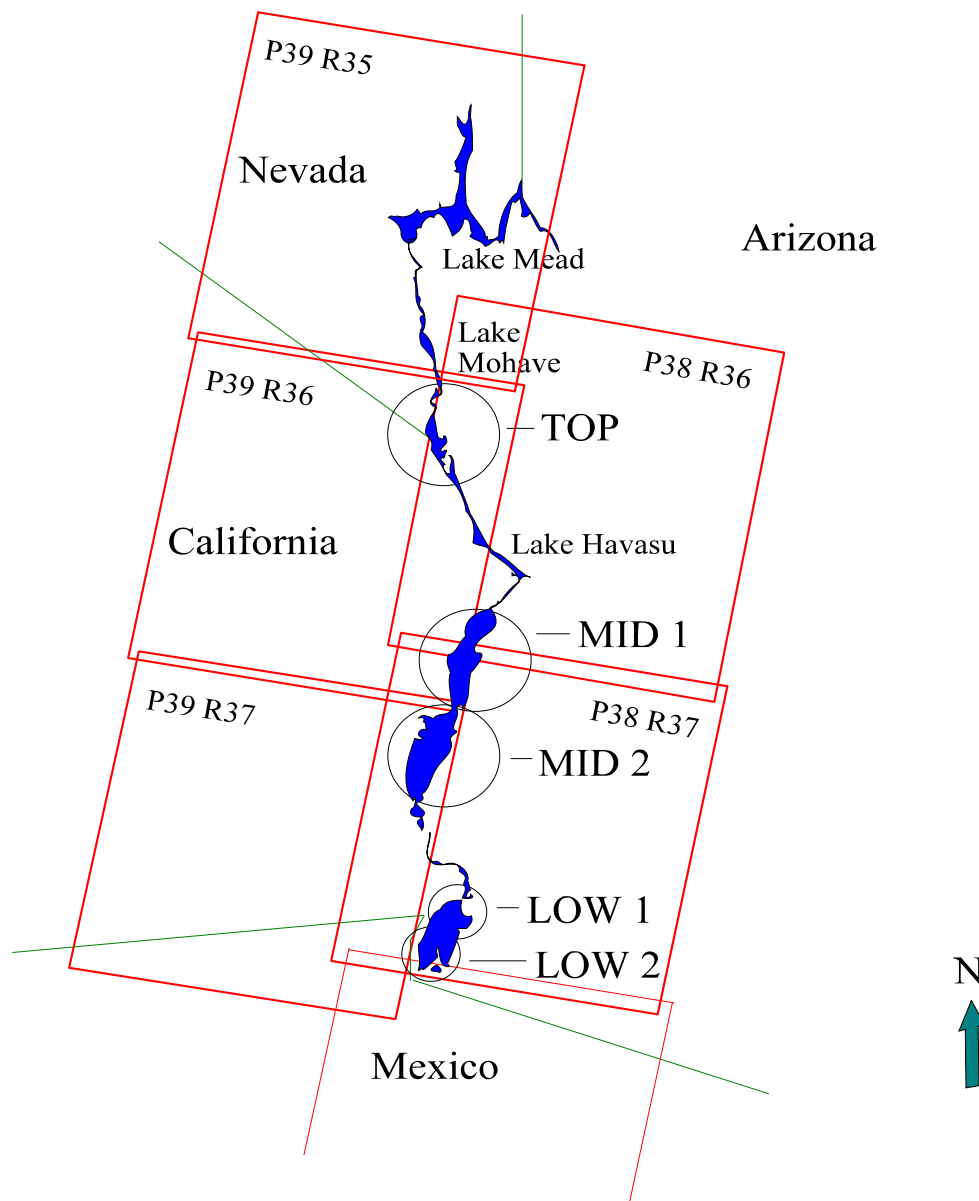 P39 R35
Nevada
Arizona
Lake Mead
Lake
Mohave
P38 R36
P39 R36
TOP
California
Lake Havasu
MID 1
P39 R37
P38 R37
MID 2
LOW 1
LOW 2
N
Mexico